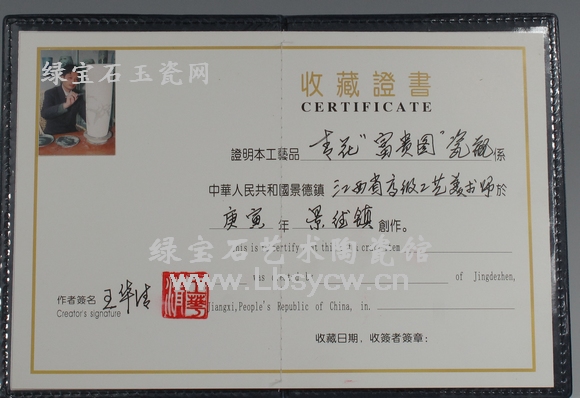 绿宝石玉瓷网
收藏證書
CERTIFICATE
證明本工藝品 青花“富贵图”瓷瓶 係
中華人民共和國景德鎮 江西省高级工艺美术师 於
庚寅 年 景德镇 創作。
This is to certify that this
绿宝石艺术陶瓷馆
www.Lbsycw.cn
of Jingdezhen,
Jiangxi,People's Republic of China, in.
作者簽名 王华清
Creator's signature
收藏日期，收簽者簽章：